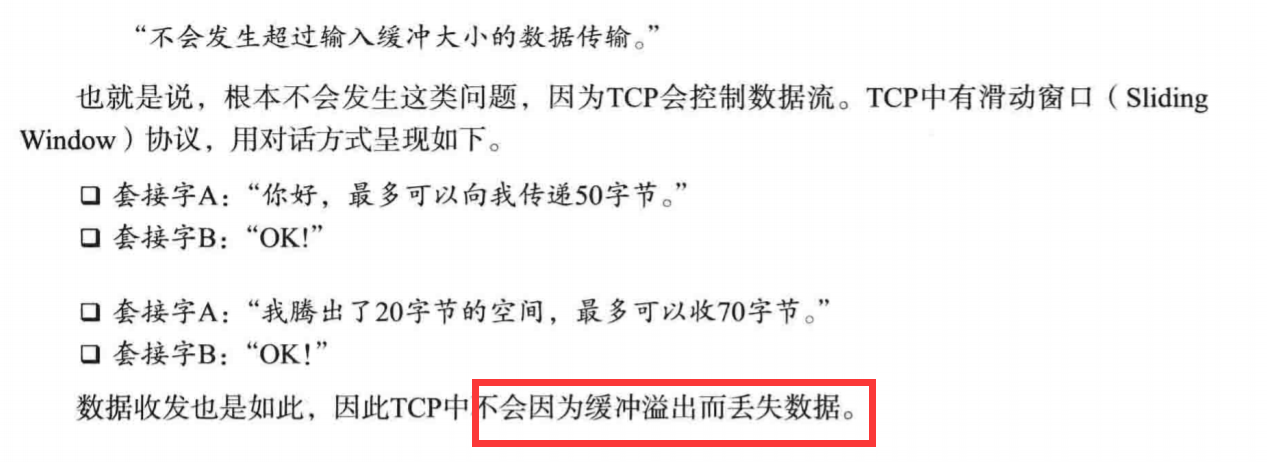 “不会发生超过输入缓冲大小的数据传输。”
也就是说，根本不会发生这类问题，因为TCP会控制数据流。TCP中有滑动窗口（Sliding
Window）协议，用对话方式呈现如下。
❑ 套接字A：“你好，最多可以向我传递50字节。”
❑ 套接字B：“OK!”
❑ 套接字A：“我腾出了20字节的空间，最多可以收70字节。”
❑ 套接字B：“OK!”
数据收发也是如此，因此TCP中不会因为缓冲溢出而丢失数据。